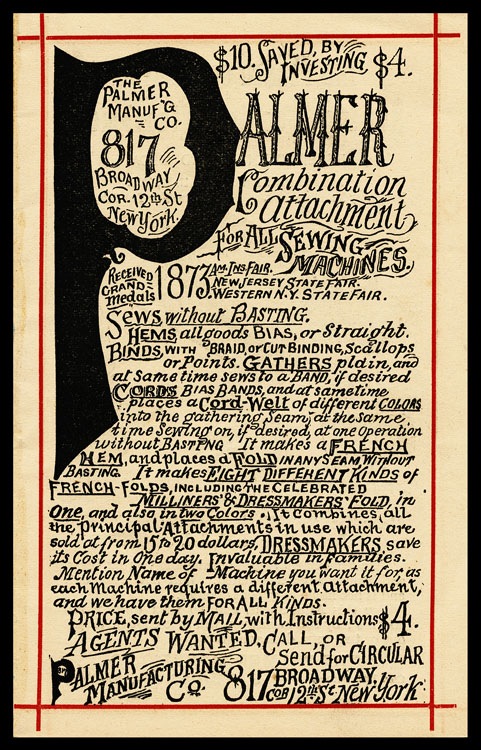 $10. SAVED, BY INVESTING $4.
THE
PALMER
MANUF'G
CO.
817
BROADWAY
COR. 12th St
New York.
PALMER
Combination
Attachment
FOR ALL SEWING
MACHINES.
RECEIVED
GRAND
medals
1873
AM. INS FAIR.
NEW JERSEY STATE FAIR.
WESTERN N.Y. STATE FAIR.
SEWS without BASTING.
HEMS, all goods BIAS, or Straight.
BINDS, WITH BRAID, or CUT BINDING, Scallops
or Points. GATHERS plain, and
at same time sews to a BAND, if desired
CORDS BIAS BANDS, and at same time
places a Cord-Welt of different COLORS
into the gathering Seam, at the same
time Sewing on, if desired, at one Operation
without BASTING It makes a FRENCH
HEM, and places a FOLD IN ANY SEAM, WITHOUT
BASTING. It makes EIGHT DIFFERENT KINDS of
FRENCH-FOLDS, INCLUDING THE CELEBRATED
MILLINERS' & DRESSMAKERS' FOLD, in
One, and also in two Colors. It combines, all
the Principal Attachments in use which are
sold at from 15 to 20 dollars, DRESSMAKERS, save
its Cost in One day. Invaluable in Families.
Mention Name of Machine you want it for, as
each Machine requires a different attachment,
and we have them FOR ALL KINDS.
PRICE, sent by MAIL, with Instructions $4.
AGENTS WANTED, CALL, OR
Send for CIRCULAR
PALMER
MANUFACTURING
CO. 817 BROADWAY.
COR 12th St New York